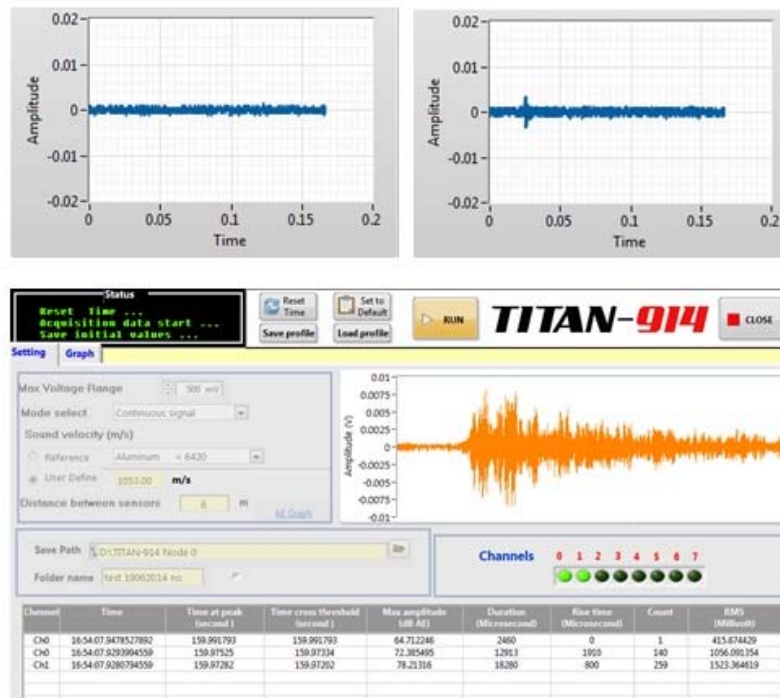 0.02
0.01
0
-0.01
-0.02
0 0.05 0.1 0.15 0.2
Amplitude
Time
0.02
0.01
0
-0.01
-0.02
0 0.05 0.1 0.15 0.2
Amplitude
Time
Status
Reset Time ...
Acquisition data start ...
Save initial values ...
Reset Time
Set to Default
Save profile
Load profile
RUN
TITAN-914
CLOSE
Setting Graph
Max Voltage Range 500 mV
Mode select Continuous signal
Sound velocity (m/s)
Reference Aluminum = 6420
User Define 1053.00 m/s
Distance between sensors 6 m
AE Graph
0.01
0.0075
0.005
0.0025
0
-0.0025
-0.005
-0.0075
-0.01
Amplitude (V)
Save Path D:\TITAN-914 Node 0
Folder name test 19062014 no
Channels 0 1 2 3 4 5 6 7
Channel Time Time at peak (second) Time cross threshold (second) Max amplitude (dB AE) Duration (Microsecond) Rise time (Microsecond) Count RMS (Millivolt)
Ch0 16:54:07.9478527892 159.991793 159.991793 64.712246 2460 0 1 415.674429
Ch0 16:54:07.9293994559 159.97525 159.97334 72.385495 12913 1910 140 1056.091354
Ch1 16:54:07.9280794559 159.97282 159.97202 78.21316 18280 800 259 1523.364619